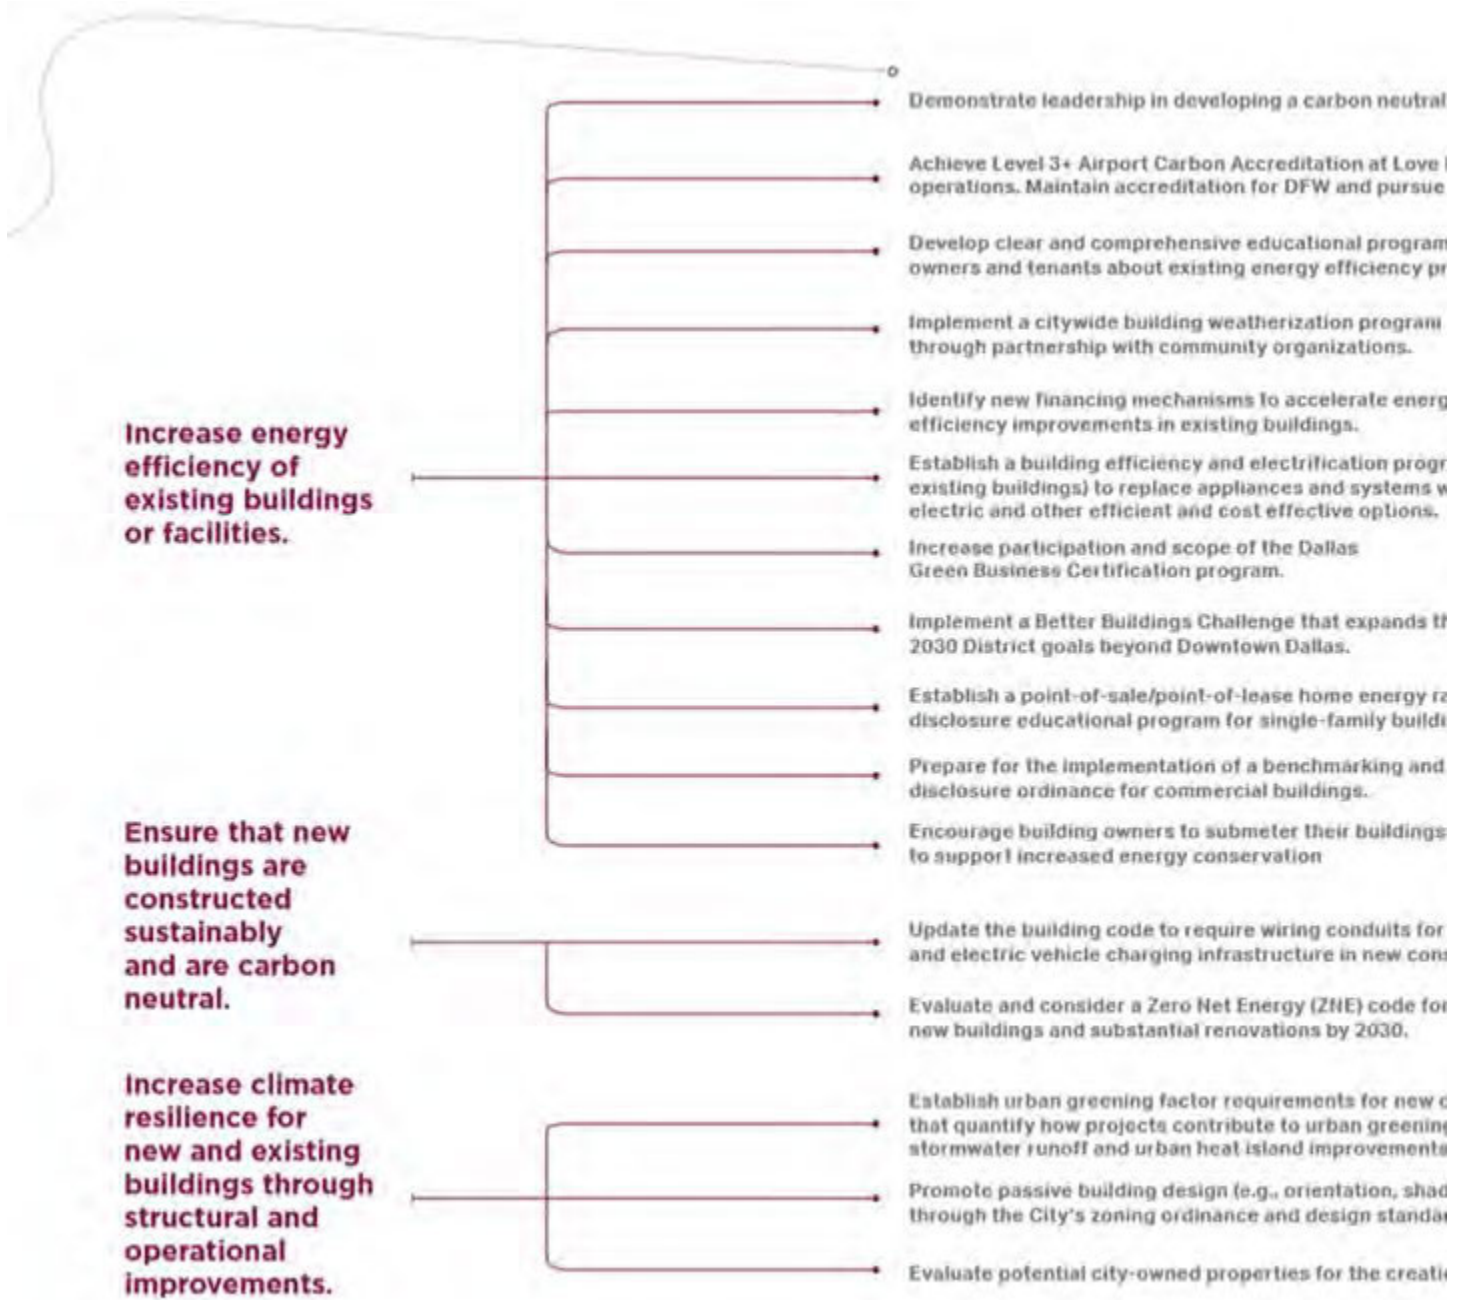 Increase energy
efficiency of
existing buildings
or facilities.
Demonstrate leadership in developing a carbon neutral
Achieve Level 3+ Airport Carbon Accreditation at Love
operations. Maintain accreditation for DFW and pursue
Develop clear and comprehensive educational program
owners and tenants about existing energy efficiency pr
Implement a citywide building weatherization program
through partnership with community organizations.
Identify new financing mechanisms to accelerate energ
efficiency improvements in existing buildings.
Establish a building efficiency and electrification progr
existing buildings) to replace appliances and systems w
electric and other efficient and cost effective options.
Increase participation and scope of the Dallas
Green Business Certification program.
Implement a Better Buildings Challenge that expands th
2030 District goals beyond Downtown Dallas.
Establish a point-of-sale/point-of-lease home energy ra
disclosure educational program for single-family buildi
Prepare for the implementation of a benchmarking and
disclosure ordinance for commercial buildings.
Encourage building owners to submeter their buildings
to support increased energy conservation
Ensure that new
buildings are
constructed
sustainably
and are carbon
neutral.
Update the building code to require wiring conduits for
and electric vehicle charging infrastructure in new cons
Evaluate and consider a Zero Net Energy (ZNE) code for
new buildings and substantial renovations by 2030.
Increase climate
resilience for
new and existing
buildings through
structural and
operational
improvements.
Establish urban greening factor requirements for new c
that quantify how projects contribute to urban greening
stormwater runoff and urban heat island improvements
Promote passive building design (e.g., orientation, shad
through the City's zoning ordinance and design standar
Evaluate potential city-owned properties for the creati